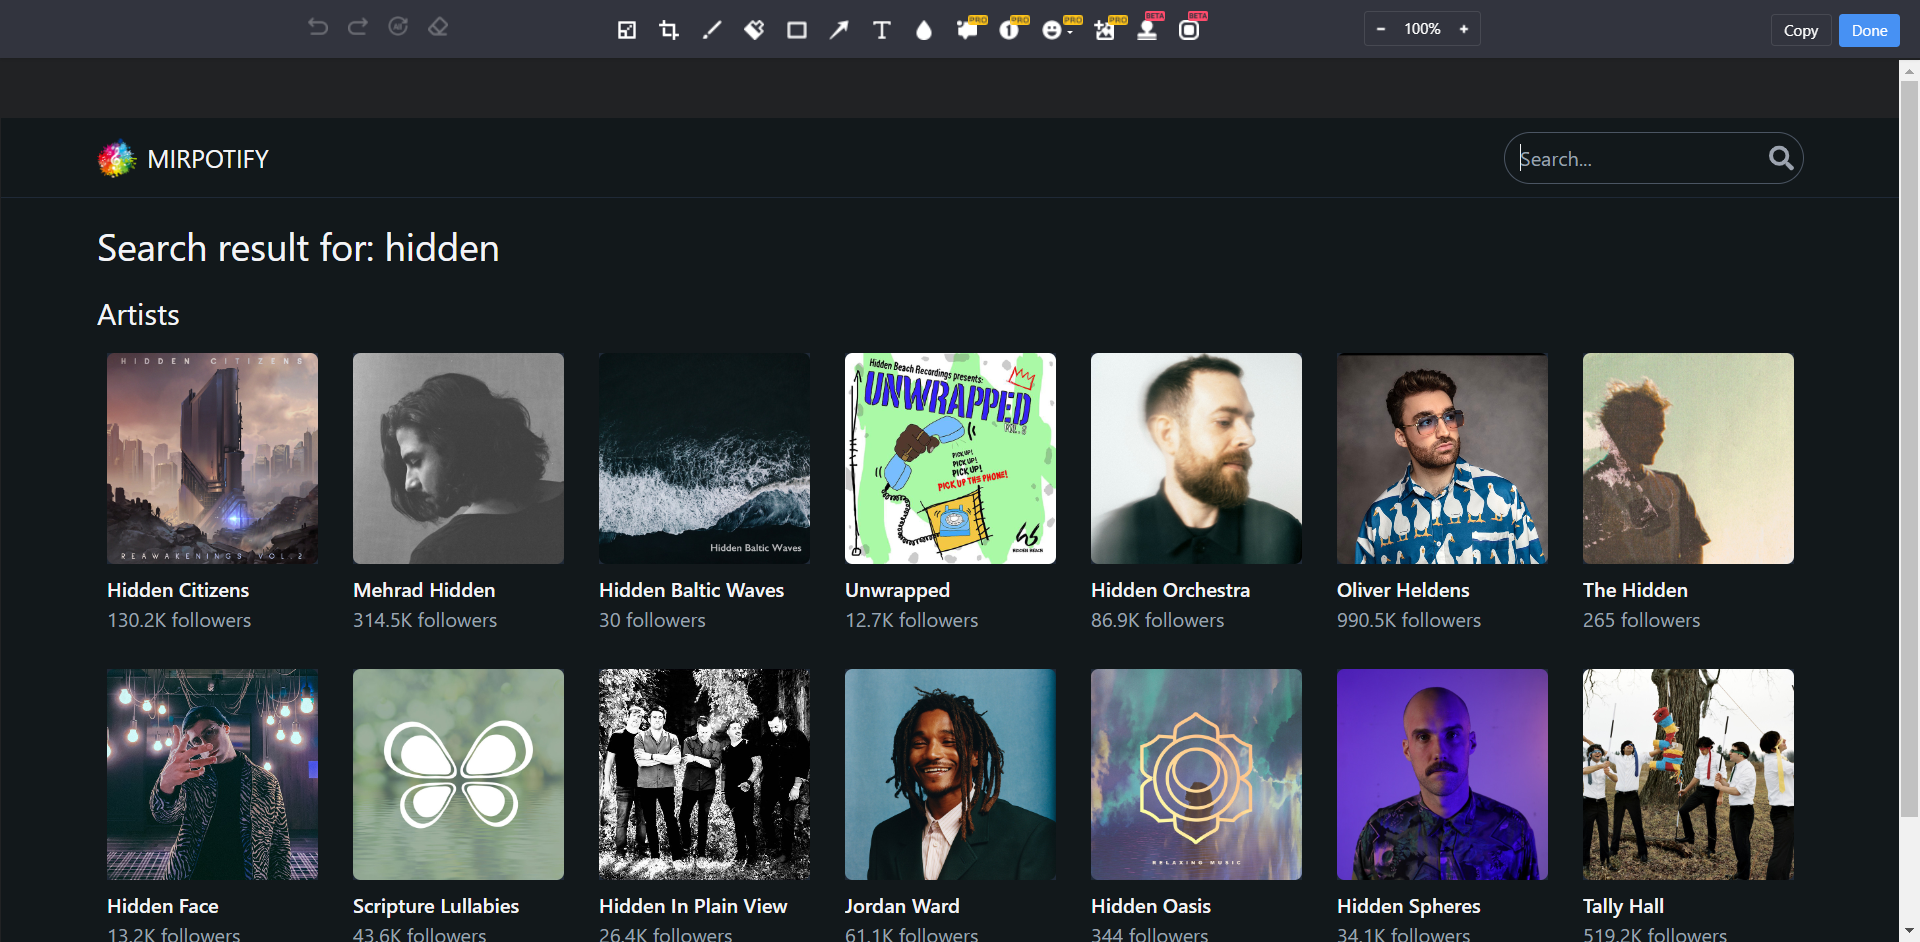 PRO PRO PRO PRO BETA BETA
- 100% +
Copy Done
MIRPOTIFY
Search...
Search result for: hidden
Artists
HIDDEN CITIZENS
REAWAKENINGS VOL.2
Hidden Baltic Waves
Hidden Beach Recordings presents:
UNWRAPPED
VOL. 9
PICK UP!
PICK UP!
PICK UP!
PICK UP THE PHONE!
HIDDEN BEACH
Hidden Citizens
130.2K followers
Mehrad Hidden
314.5K followers
Hidden Baltic Waves
30 followers
Unwrapped
12.7K followers
Hidden Orchestra
86.9K followers
Oliver Heldens
990.5K followers
The Hidden
265 followers
RELAXING MUSIC
Hidden Face
13.2K followers
Scripture Lullabies
43.6K followers
Hidden In Plain View
26.4K followers
Jordan Ward
61.1K followers
Hidden Oasis
344 followers
Hidden Spheres
34.1K followers
Tally Hall
519.2K followers